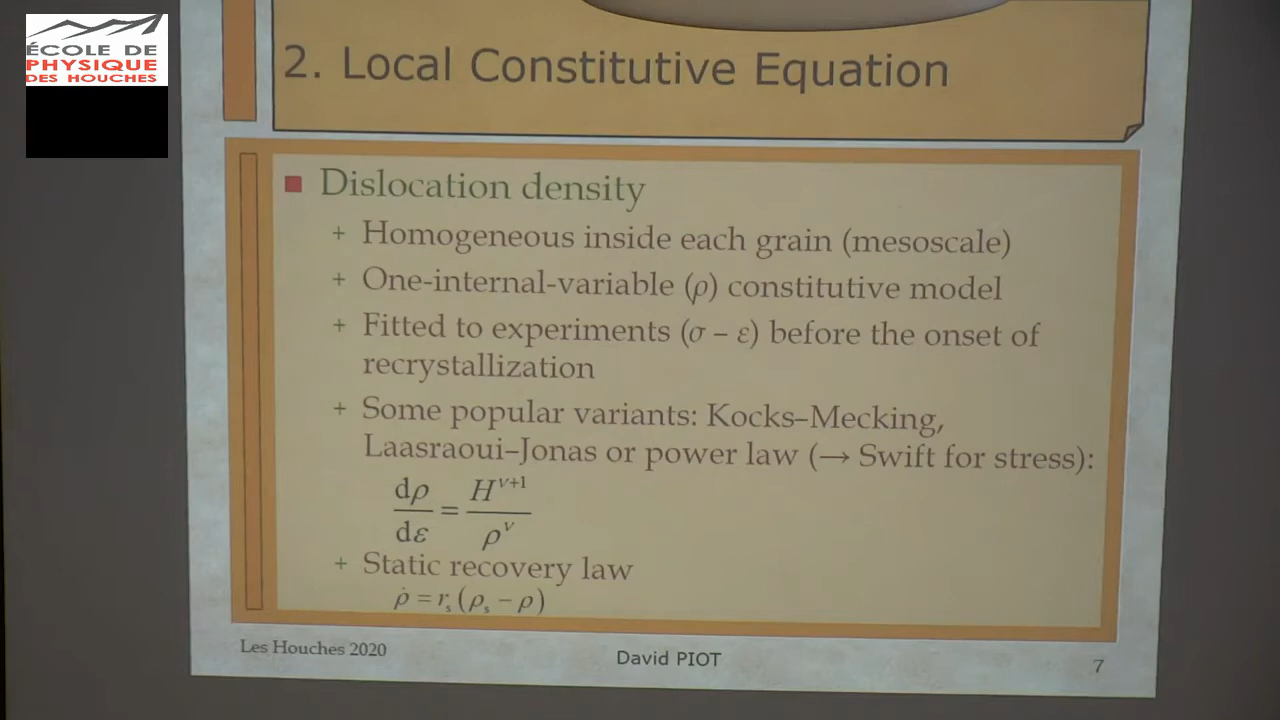 ÉCOLE DE
PHYSIQUE
DES HOUCHES
2. Local Constitutive Equation
Dislocation density
+ Homogeneous inside each grain (mesoscale)
+ One-internal-variable (ρ) constitutive model
+ Fitted to experiments (σ – ε) before the onset of
recrystallization
+ Some popular variants: Kocks–Mecking,
Laasraoui–Jonas or power law (→ Swift for stress):
dρ/dε = H^(ν+1)/ρ^ν
+ Static recovery law
ρ̇ = r_s (ρ_s – ρ)
Les Houches 2020
David PIOT
7